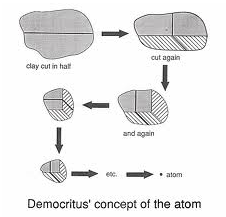 clay cut in half
cut again
and again
etc.
atom
Democritus' concept of the atom